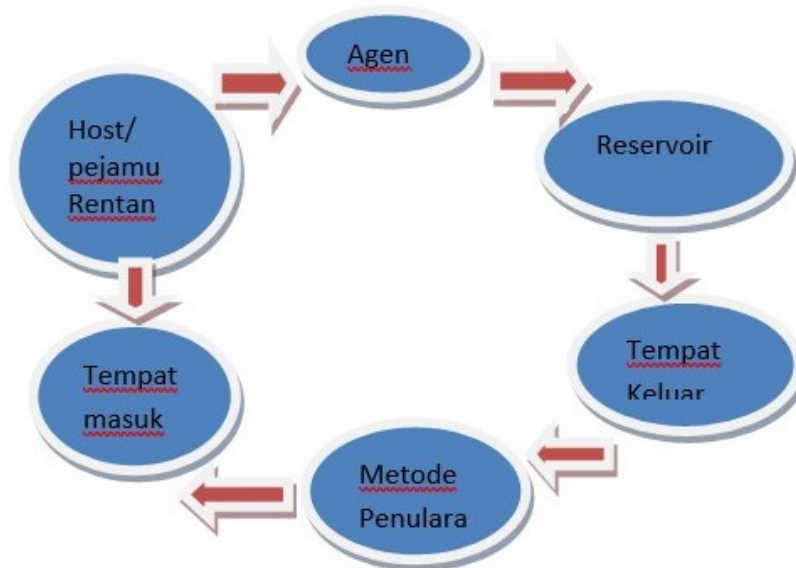 Agen
Reservoir
Tempat
Keluar
Metode
Penulara
Tempat
masuk
Host/
pejamu
Rentan